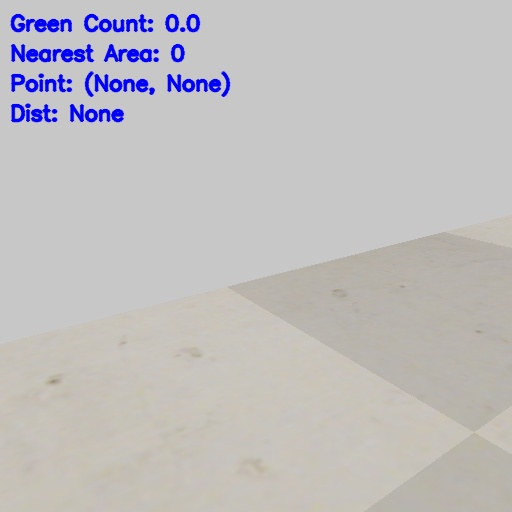 Green Count: 0.0
Nearest Area: 0
Point: (None, None)
Dist: None